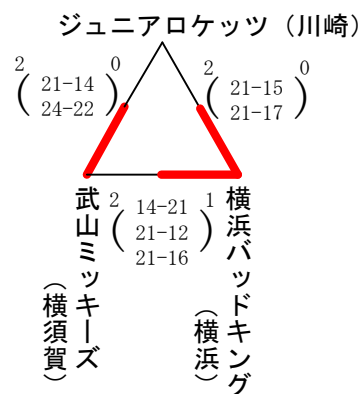 ジュニアロケッツ（川崎）
2 ( 21-14 24-22 ) 0
2 ( 21-15 21-17 ) 0
2 ( 14-21 21-12 21-16 ) 1
武山ミッキーズ
（横須賀）
横浜バッドキング
（横浜）